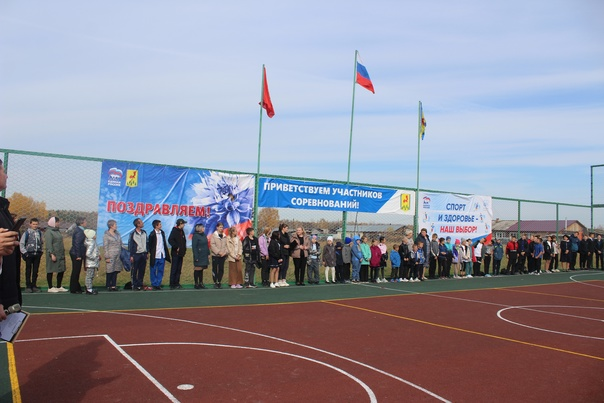 ПОЗДРАВЛЯЕМ!
ПРИВЕТСТВУЕМ УЧАСТНИКОВ
СОРЕВНОВАНИЙ!
СПОРТ
И ЗДОРОВЬЕ -
НАШ ВЫБОР!